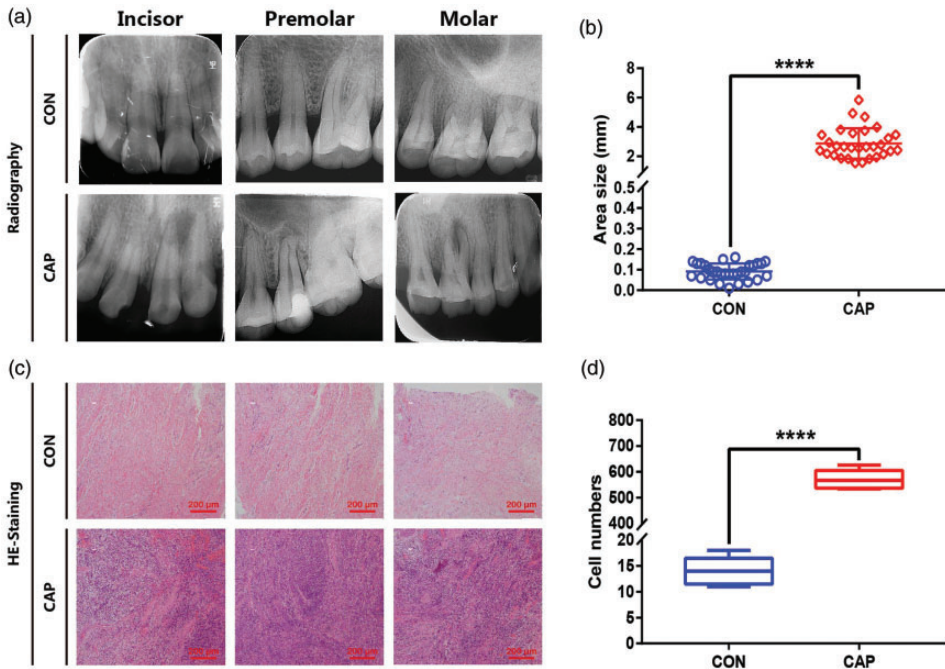 (a)
Incisor Premolar Molar
Radiography
CON
CAP
(b)
****
Area size (mm)
8
6
4
2
0.5
0.4
0.3
0.2
0.1
0.0
CON CAP
(c)
HE-Staining
CON
200 μm 200 μm 200 μm
CAP
200 μm 200 μm 200 μm
(d)
****
Cell numbers
800
700
600
500
400
20
15
10
5
0
CON CAP